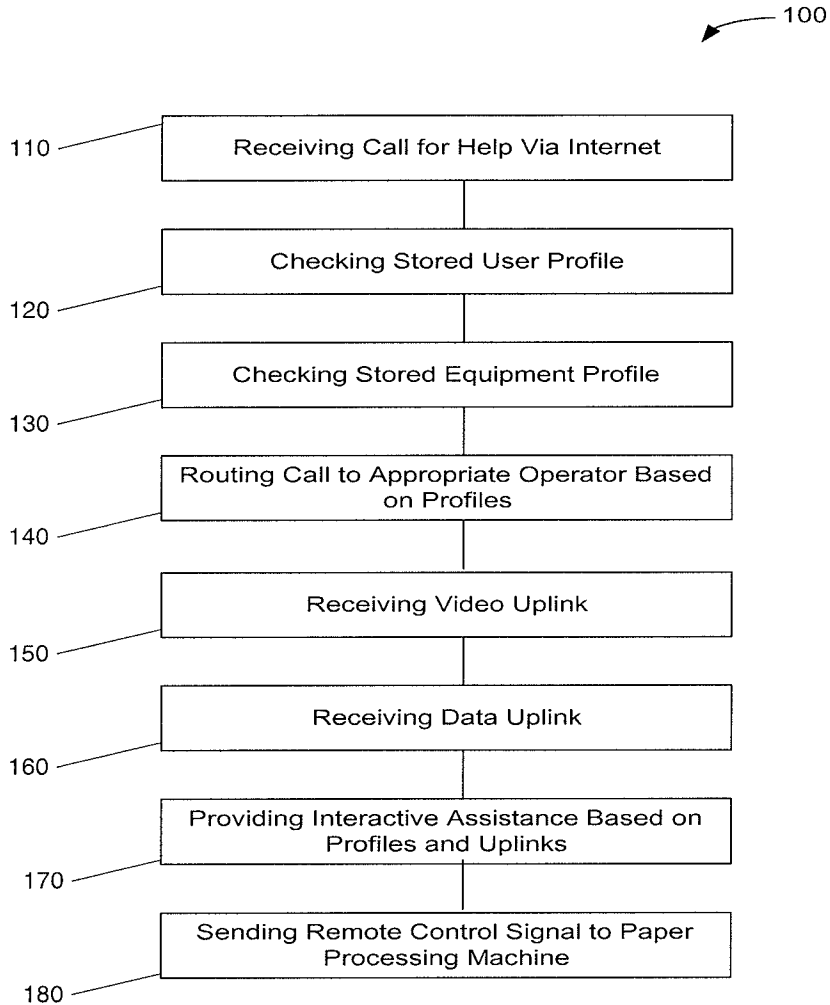 100
110
Receiving Call for Help Via Internet
Checking Stored User Profile
120
Checking Stored Equipment Profile
130
Routing Call to Appropriate Operator Based
on Profiles
140
Receiving Video Uplink
150
Receiving Data Uplink
160
Providing Interactive Assistance Based on
Profiles and Uplinks
170
Sending Remote Control Signal to Paper
Processing Machine
180